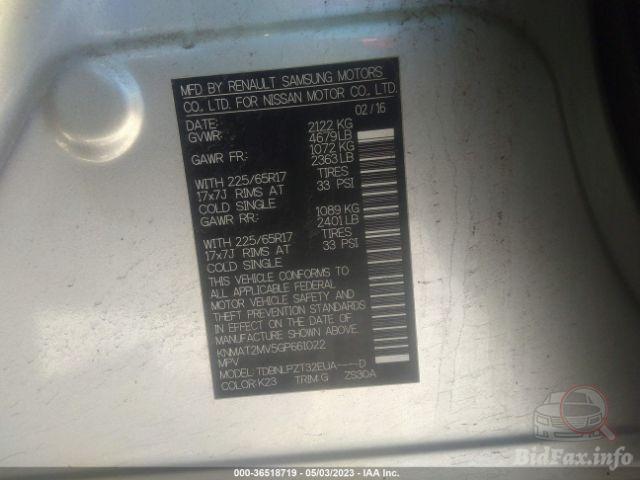 MFD BY RENAULT SAMSUNG MOTORS
CO., LTD. FOR NISSAN MOTOR CO., LTD.
DATE: 02/16
GVWR: 2122 KG
4679 LB
GAWR FR: 1072 KG
2363 LB
WITH 225/65R17 TIRES
17x7J RIMS AT 33 PSI
COLD SINGLE
GAWR RR: 1089 KG
2401 LB
WITH 225/65R17 TIRES
17x7J RIMS AT 33 PSI
COLD SINGLE
THIS VEHICLE CONFORMS TO
ALL APPLICABLE FEDERAL
MOTOR VEHICLE SAFETY AND
THEFT PREVENTION STANDARDS
IN EFFECT ON THE DATE OF
MANUFACTURE SHOWN ABOVE.
KNMAT2MV5GP661022
MPV
MODEL: TDBNLPZT32EUA----D
COLOR: K23 TRIM: G ZS30A
000-36518719 - 05/03/2023 - IAA Inc.
BidFax.info